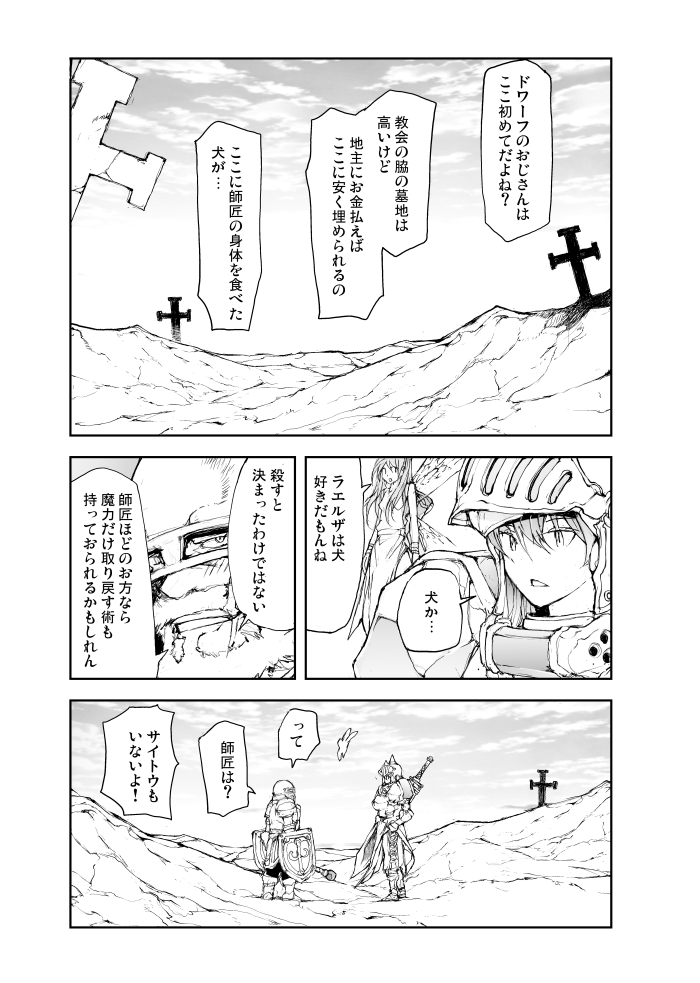 ドワーフのおじさんは
ここ初めてだよね？
教会の脇の墓地は
高いけど
地主にお金払えば
ここに安く埋められるの
ここに師匠の身体を食べた
犬が…
犬か…
ラエルザは犬
好きだもんね
殺すと
決まったわけではない
師匠ほどのお方なら
魔力だけ取り戻す術も
持っておられるかもしれん
って
師匠は？
サイトウも
いないよ！